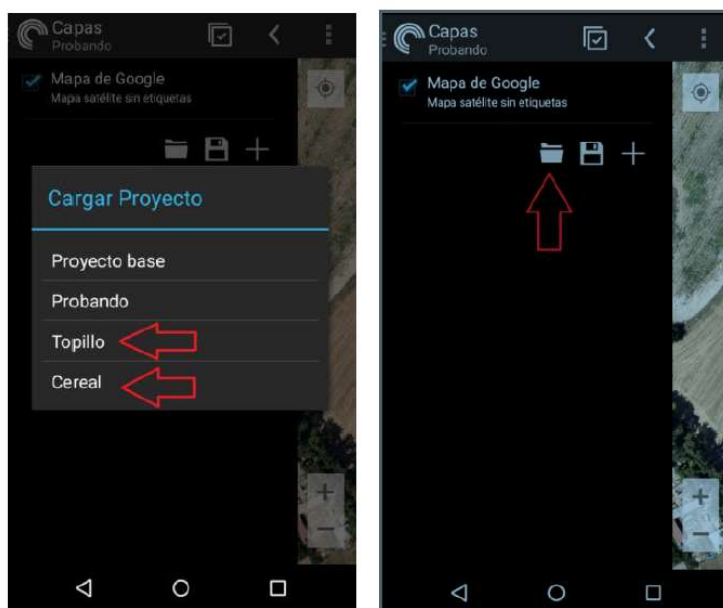 Capas
Probando
Mapa de Google
Mapa satélite sin etiquetas
Cargar Proyecto
Proyecto base
Probando
Topillo
Cereal
Capas
Probando
Mapa de Google
Mapa satélite sin etiquetas